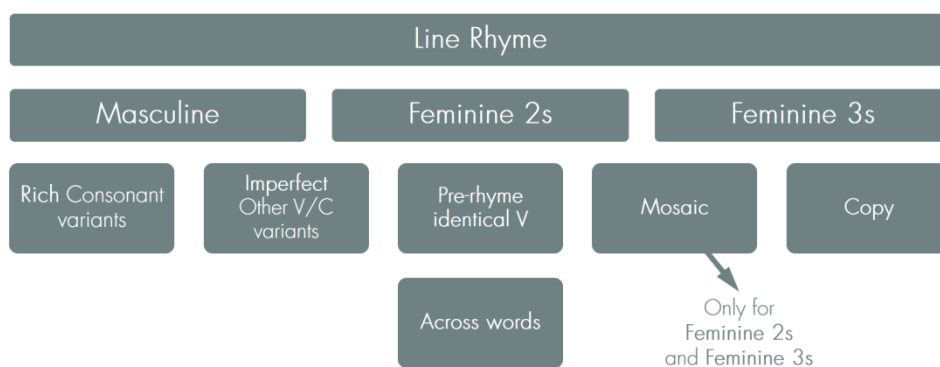 Line Rhyme
Masculine
Feminine 2s
Feminine 3s
Rich Consonant
variants
Imperfect
Other V/C
variants
Pre-rhyme
identical V
Mosaic
Copy
Across words
Only for
Feminine 2s
and Feminine 3s